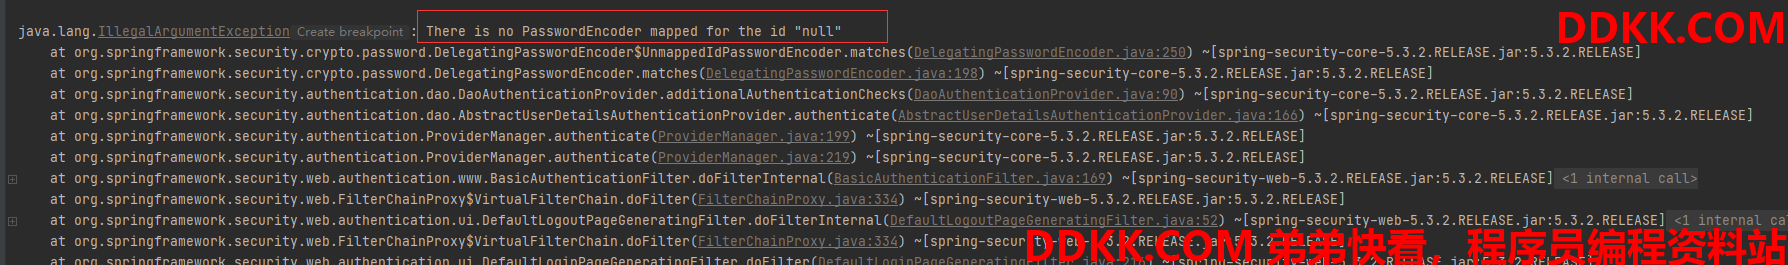 java.lang.IllegalArgumentException Create breakpoint : There is no PasswordEncoder mapped for the id "null"
DDKK.COM
at org.springframework.security.crypto.password.DelegatingPasswordEncoder$UnmappedIdPasswordEncoder.matches(DelegatingPasswordEncoder.java:250) ~[spring-security-core-5.3.2.RELEASE.jar:5.3.2.RELEASE]
at org.springframework.security.crypto.password.DelegatingPasswordEncoder.matches(DelegatingPasswordEncoder.java:198) ~[spring-security-core-5.3.2.RELEASE.jar:5.3.2.RELEASE]
at org.springframework.security.authentication.dao.DaoAuthenticationProvider.additionalAuthenticationChecks(DaoAuthenticationProvider.java:90) ~[spring-security-core-5.3.2.RELEASE.jar:5.3.2.RELEASE]
at org.springframework.security.authentication.dao.AbstractUserDetailsAuthenticationProvider.authenticate(AbstractUserDetailsAuthenticationProvider.java:166) ~[spring-security-core-5.3.2.RELEASE.jar:5.3.2.RELEASE]
at org.springframework.security.authentication.ProviderManager.authenticate(ProviderManager.java:199) ~[spring-security-core-5.3.2.RELEASE.jar:5.3.2.RELEASE]
at org.springframework.security.authentication.ProviderManager.authenticate(ProviderManager.java:219) ~[spring-security-core-5.3.2.RELEASE.jar:5.3.2.RELEASE]
at org.springframework.security.web.authentication.www.BasicAuthenticationFilter.doFilterInternal(BasicAuthenticationFilter.java:169) ~[spring-security-web-5.3.2.RELEASE.jar:5.3.2.RELEASE] <1 internal call>
at org.springframework.security.web.FilterChainProxy$VirtualFilterChain.doFilter(FilterChainProxy.java:334) ~[spring-security-web-5.3.2.RELEASE.jar:5.3.2.RELEASE]
at org.springframework.security.web.authentication.ui.DefaultLogoutPageGeneratingFilter.doFilterInternal(DefaultLogoutPageGeneratingFilter.java:52) ~[spring-security-web-5.3.2.RELEASE.jar:5.3.2.RELEASE] <1 internal cal
at org.springframework.security.web.FilterChainProxy$VirtualFilterChain.doFilter(FilterChainProxy.java:334) ~[spring-security-web-5.3.2.RELEASE.jar:5.3.2.RELEASE]
DDKK.COM 弟弟快看，程序员编程资料站
at org.springframework.security.web.authentication.ui.DefaultLoginPageGeneratingFilter.doFilter(